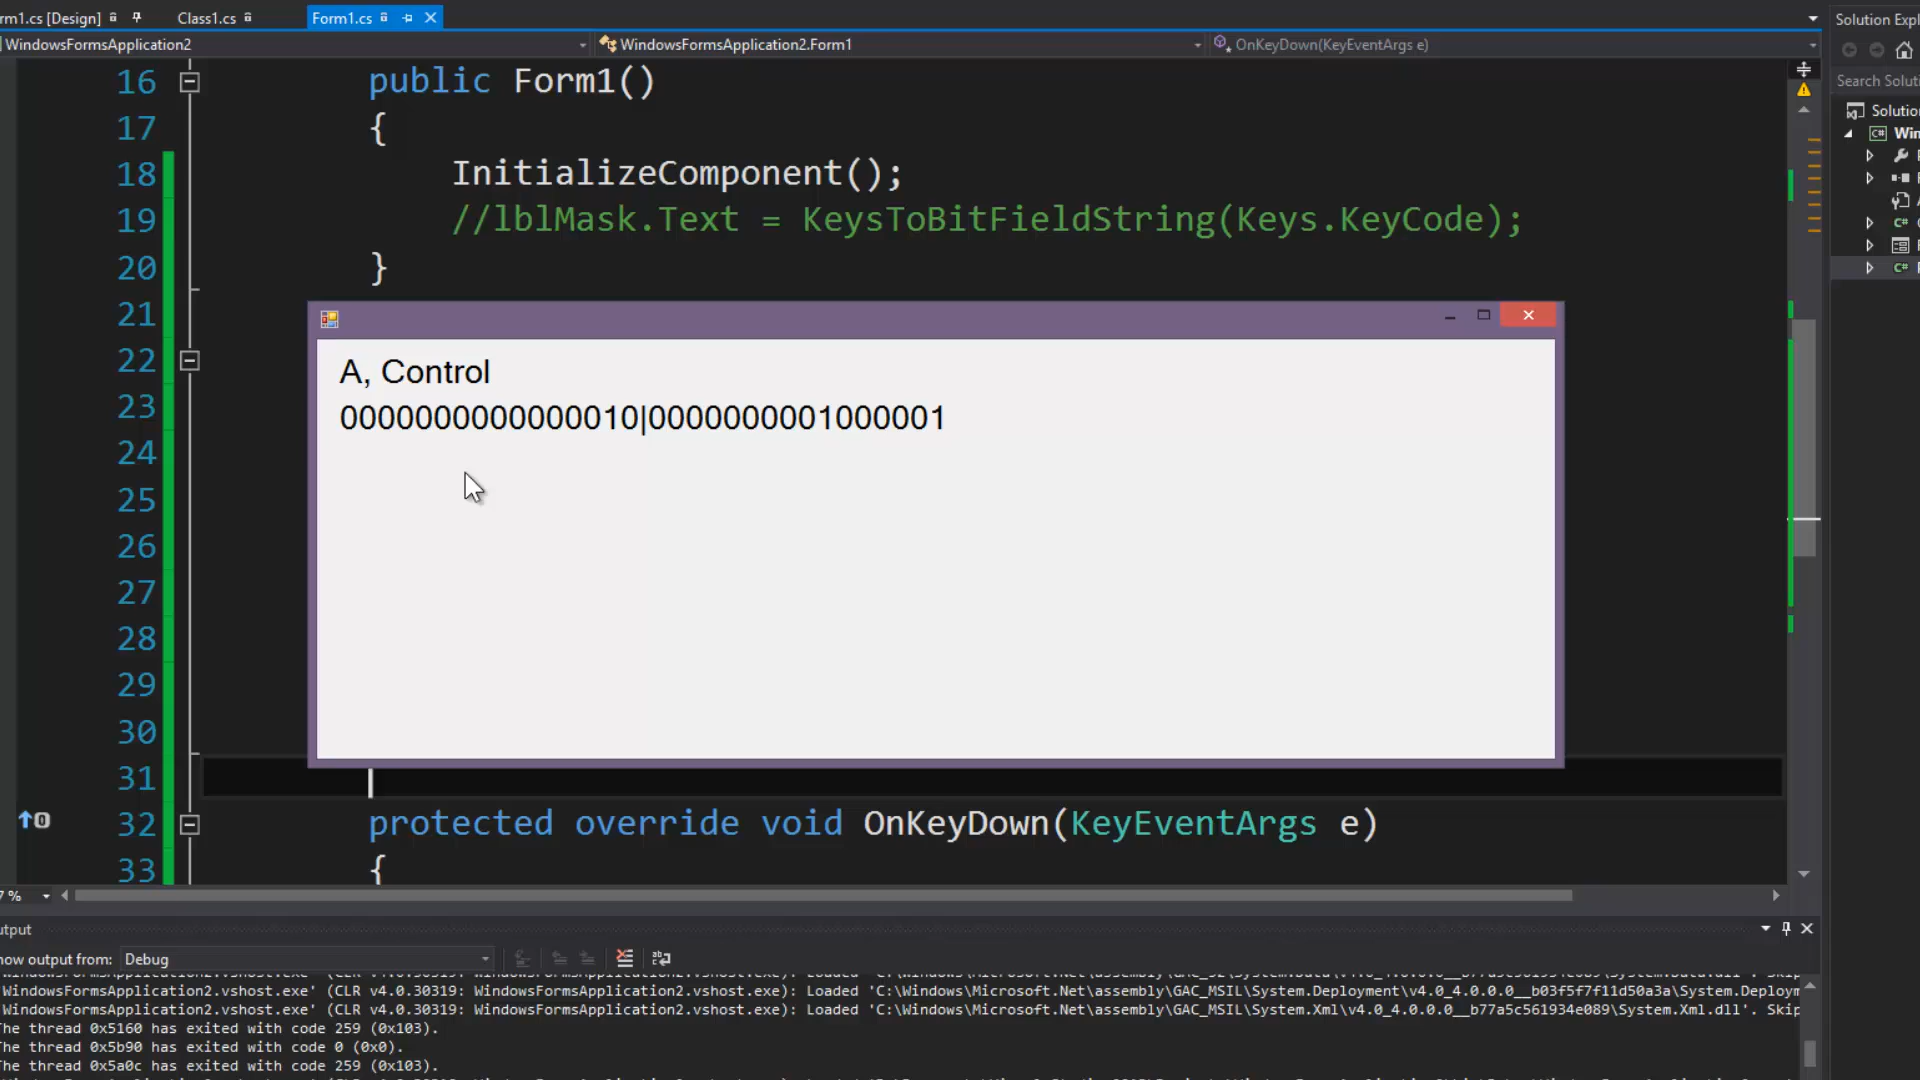 rm1.cs [Design]
Class1.cs
Form1.cs
Solution Expl
WindowsFormsApplication2
WindowsFormsApplication2.Form1
OnKeyDown(KeyEventArgs e)
Search Soluti
Solution
Win
16 public Form1()
17 {
18 InitializeComponent();
19 //lblMask.Text = KeysToBitFieldString(Keys.KeyCode);
20 }
21
22
A, Control
23
0000000000000010|0000000001000001
24
25
26
27
28
29
30
31
32 protected override void OnKeyDown(KeyEventArgs e)
33 {
7 %
utput
how output from: Debug
WindowsFormsApplication2.vshost.exe' (CLR v4.0.30319: WindowsFormsApplication2.vshost.exe): Loaded 'C:\Windows\Microsoft.Net\assembly\GAC_MSIL\System.Deployment\v4.0_4.0.0.0__b03f5f7f11d50a3a\System.Deploym
WindowsFormsApplication2.vshost.exe' (CLR v4.0.30319: WindowsFormsApplication2.vshost.exe): Loaded 'C:\Windows\Microsoft.Net\assembly\GAC_MSIL\System.Xml\v4.0_4.0.0.0__b77a5c561934e089\System.Xml.dll'. Skip
The thread 0x5160 has exited with code 259 (0x103).
The thread 0x5b90 has exited with code 0 (0x0).
The thread 0x5a0c has exited with code 259 (0x103).